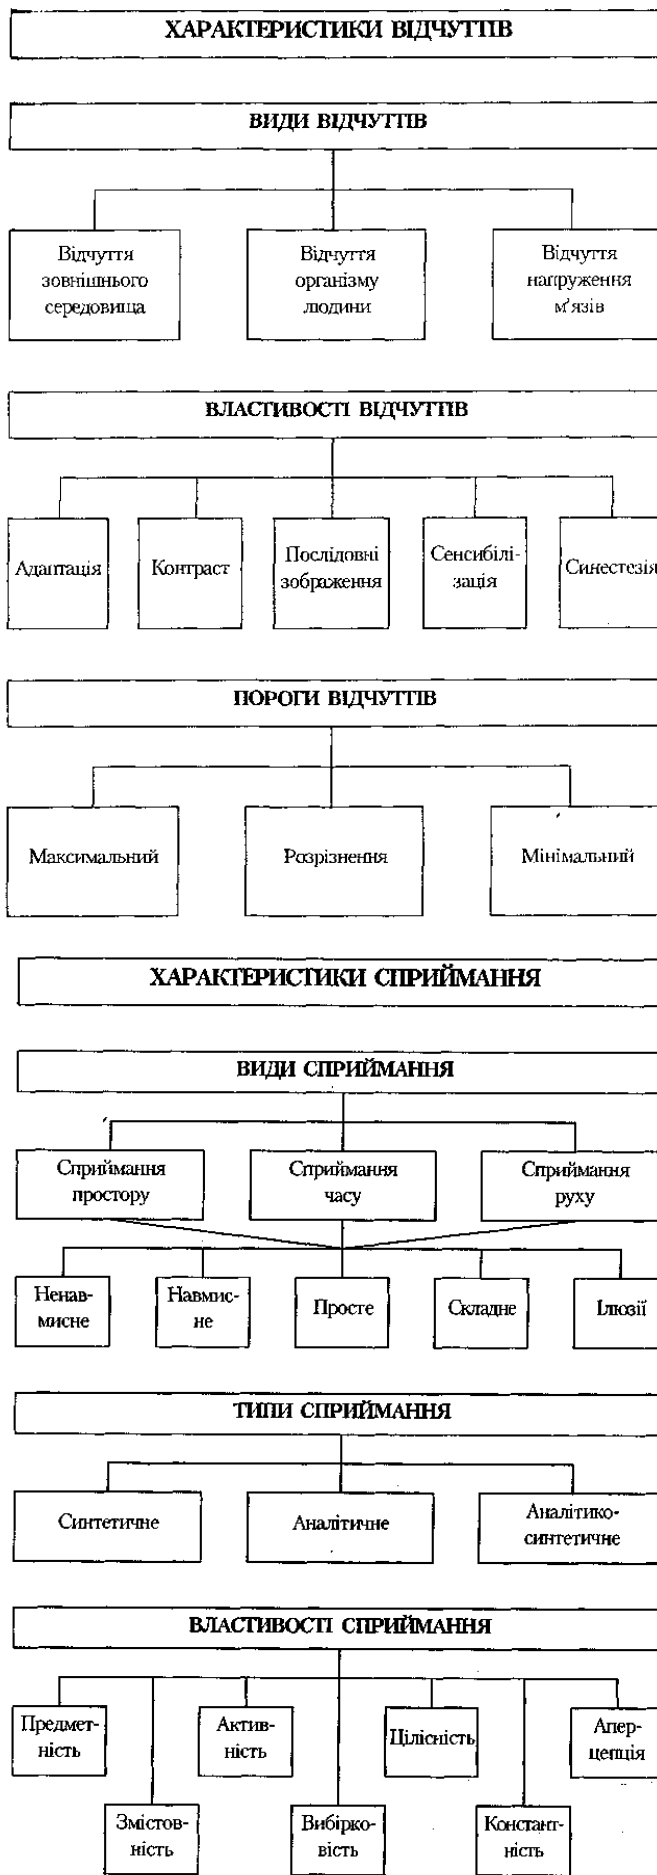 ХАРАКТЕРИСТИКИ ВІДЧУТТІВ
ВИДИ ВІДЧУТТІВ
Відчуття
зовнішнього
середовища
Відчуття
організму
людини
Відчуття
напруження
м'язів
ВЛАСТИВОСТІ ВІДЧУТТІВ
Адаптація
Контраст
Послідовні
зображення
Сенсибілі-
зація
Синестезія
ПОРОГИ ВІДЧУТТІВ
Максимальний
Розрізнення
Мінімальний
ХАРАКТЕРИСТИКИ СПРИЙМАННЯ
ВИДИ СПРИЙМАННЯ
Сприймання
простору
Сприймання
часу
Сприймання
руху
Ненав-
мисне
Навмис-
не
Просте
Складне
Ілюзії
ТИПИ СПРИЙМАННЯ
Синтетичне
Аналітичне
Аналітико-
синтетичне
ВЛАСТИВОСТІ СПРИЙМАННЯ
Предмет-
ність
Актив-
ність
Цілісність
Апер-
цепція
Змістов-
ність
Вибірко-
вість
Констант-
ність